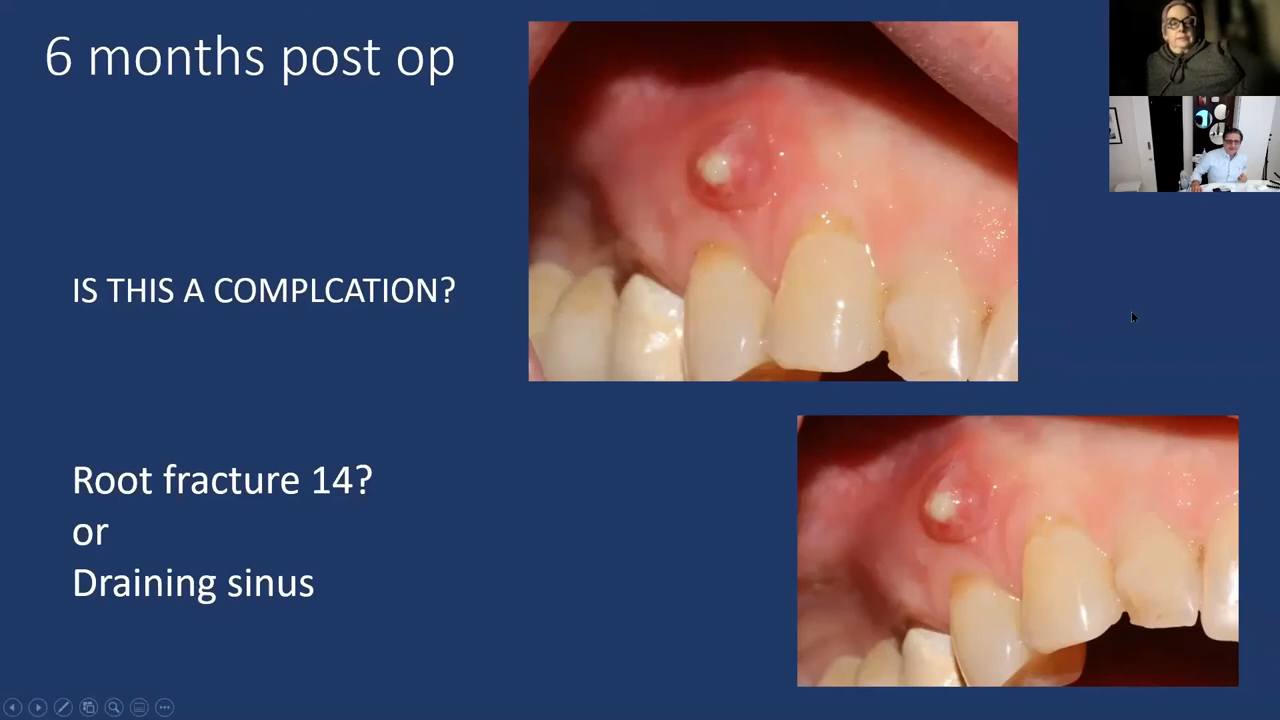 6 months post op
IS THIS A COMPLCATION?
Root fracture 14?
or
Draining sinus